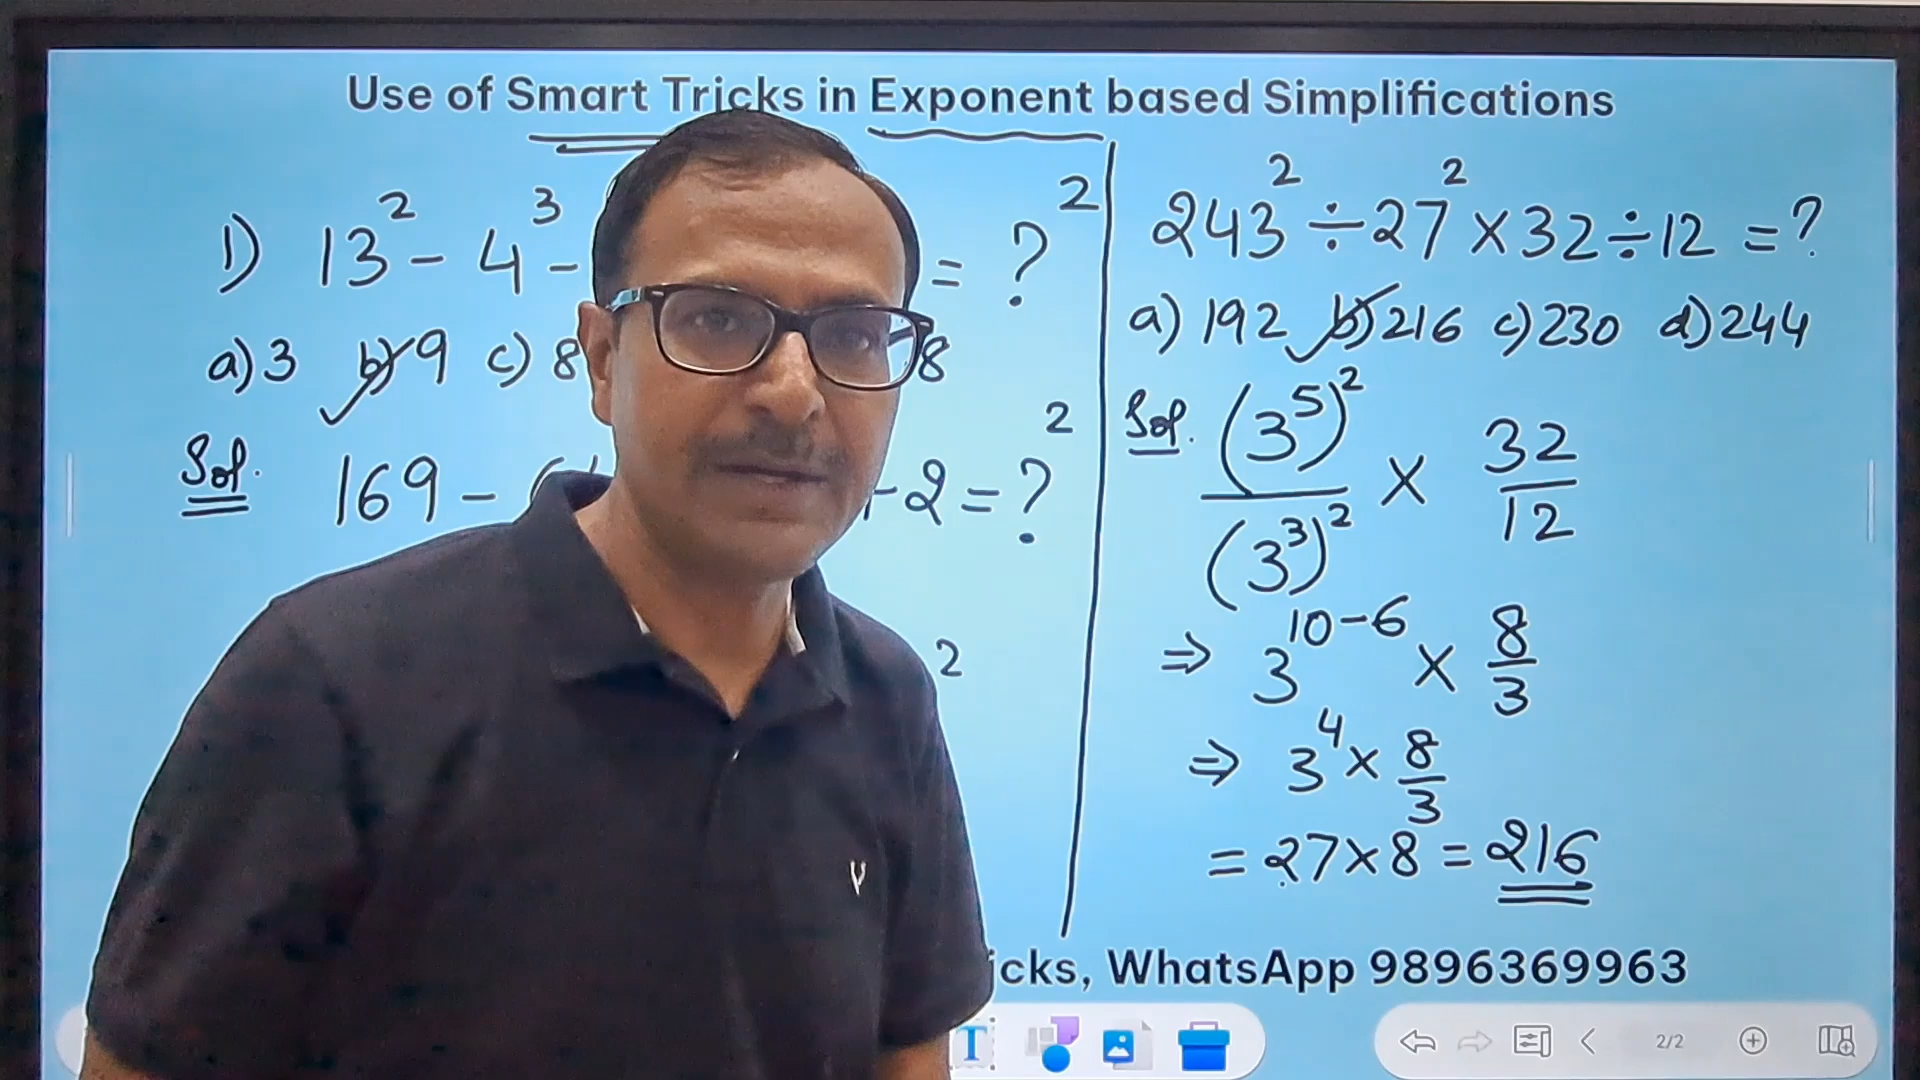 Use of Smart Tricks in Exponent based Simplifications
1) 13² - 4³ - = ?²
a) 3 b) 9 c) 8 8
Sol. 169 - ( - 2 = ?²
2
243² ÷ 27² × 32 ÷ 12 = ?
a) 192 b) 216 c) 230 d) 244
Sol. (3⁵)² / (3³)² × 32/12
⇒ 3¹⁰⁻⁶ × 8/3
⇒ 3⁴ × 8/3
= 27 × 8 = 216
icks, WhatsApp 9896369963
T
2/2